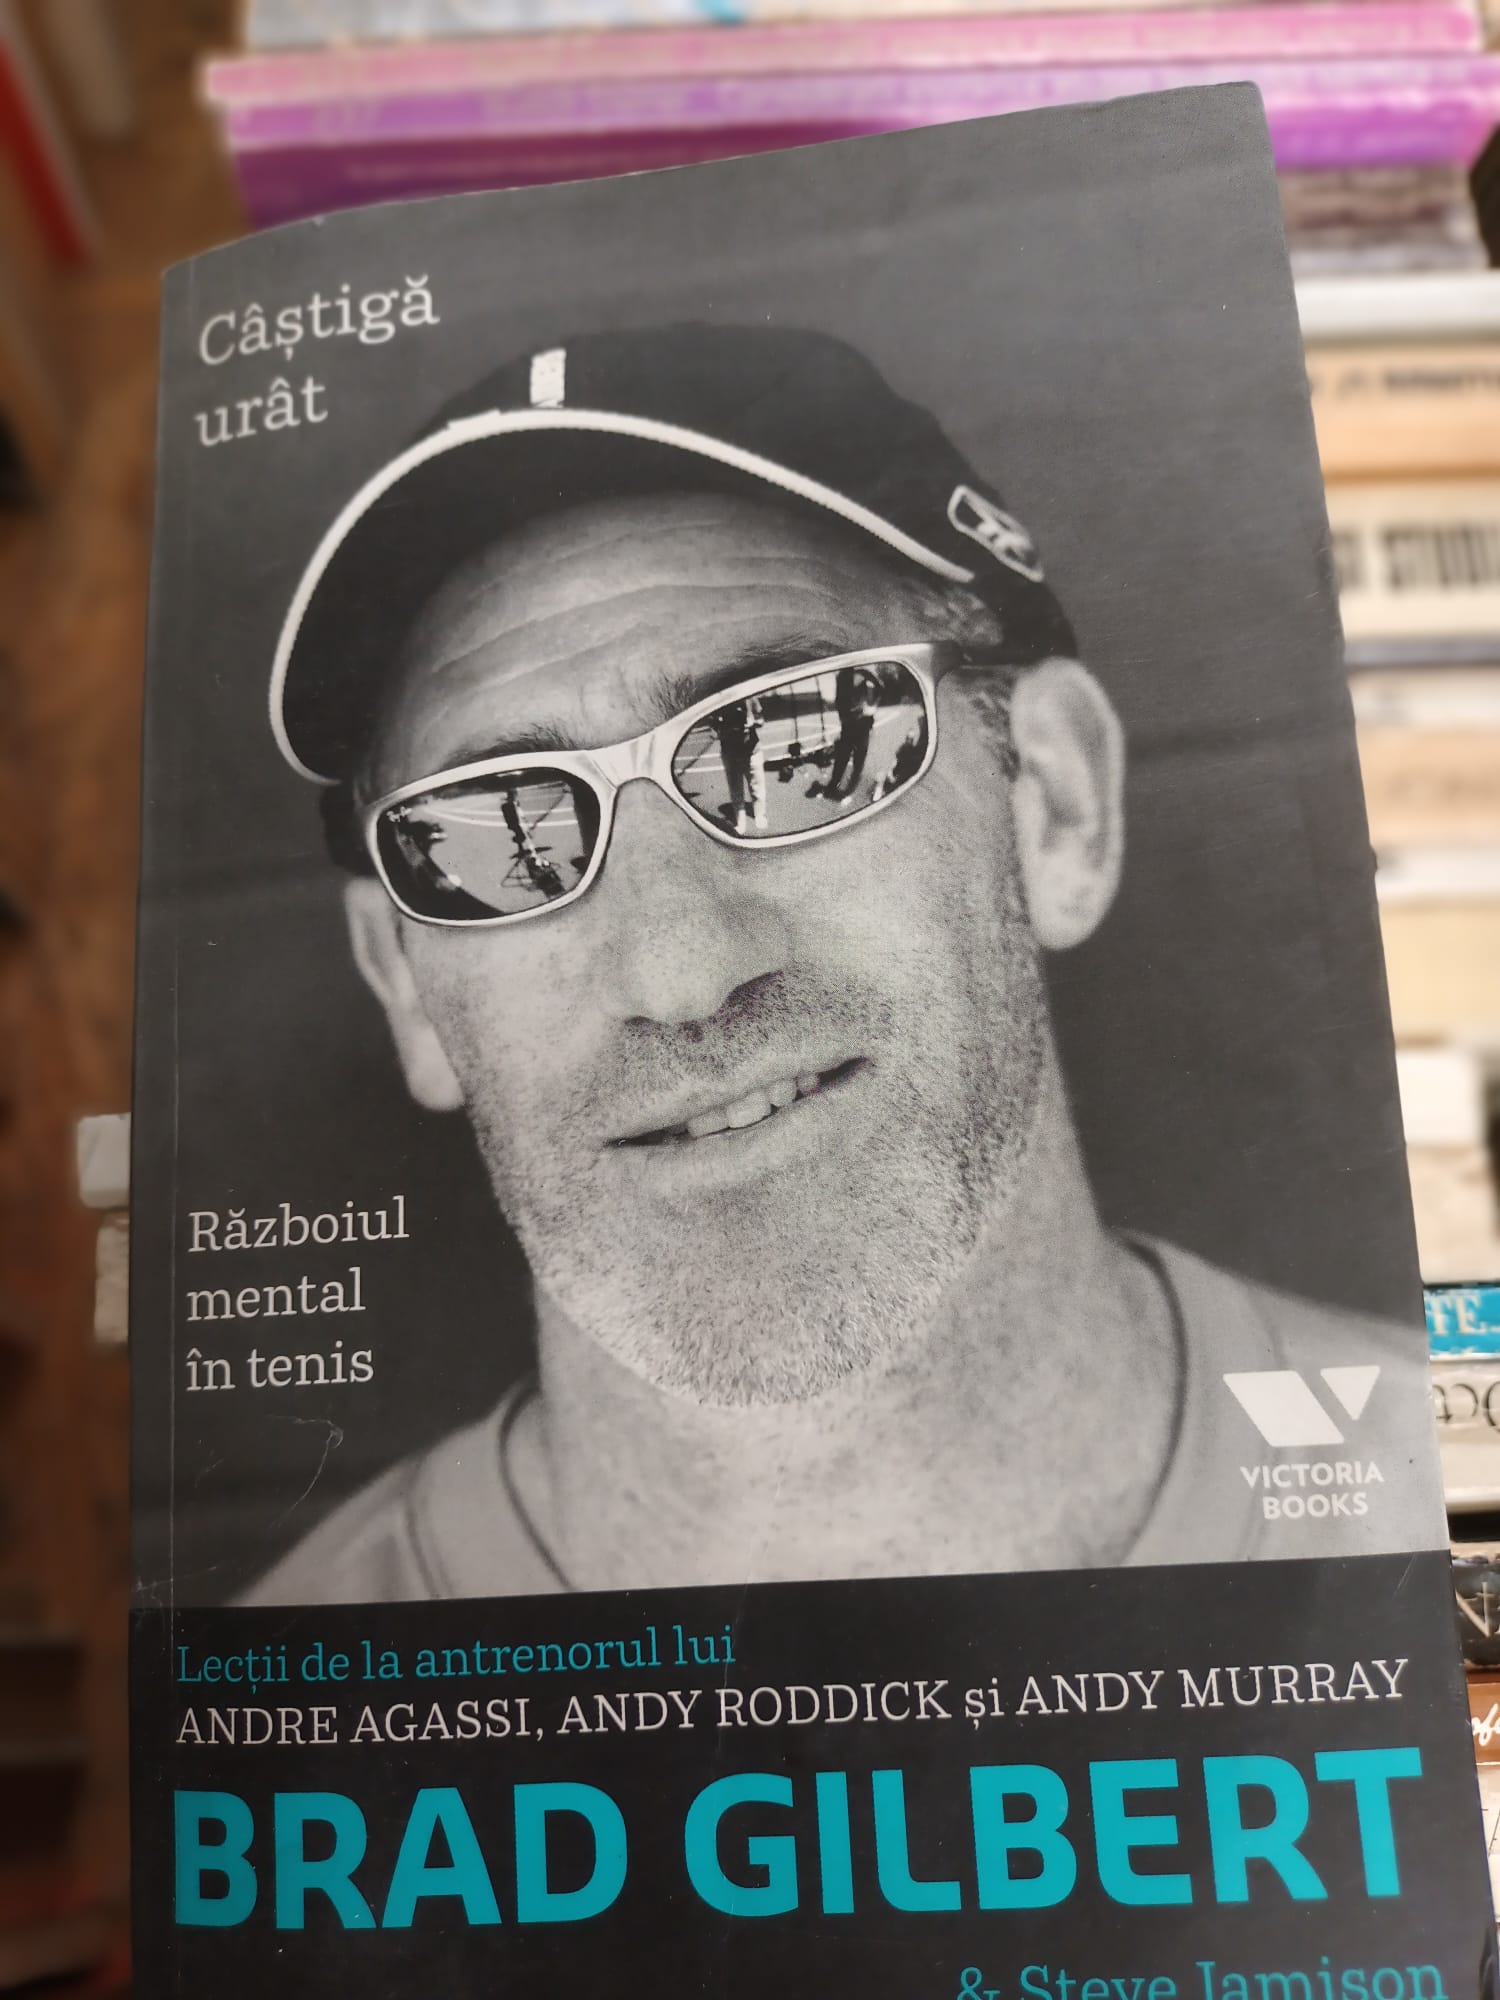 Câștigă
urât
Războiul
mental
în tenis
VICTORIA
BOOKS
Lecții de la antrenorul lui
ANDRE AGASSI, ANDY RODDICK și ANDY MURRAY
BRAD GILBERT
& Steve Jamison
TE